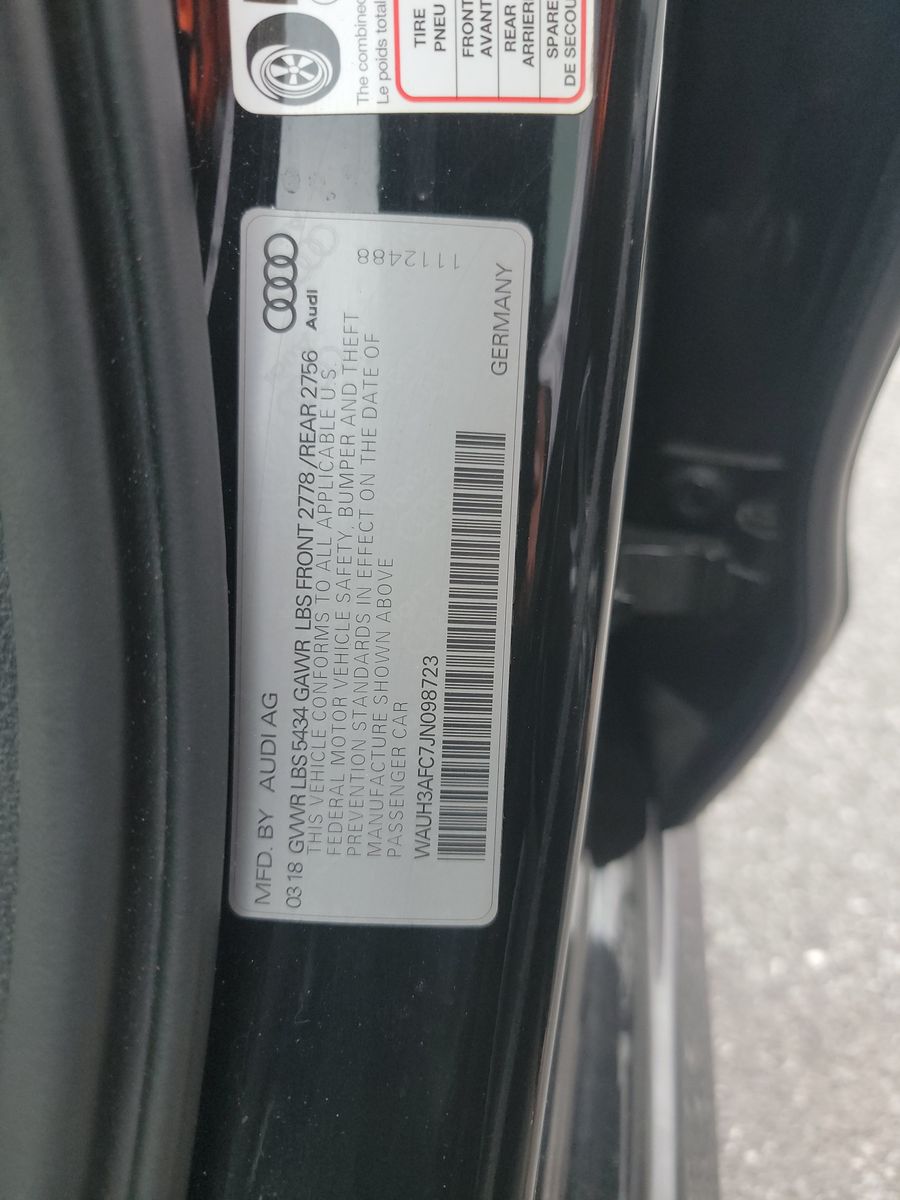 MFD. BY AUDI AG
03 18 GVWR LBS 5434 GAWR LBS FRONT 2778 / REAR 2756
THIS VEHICLE CONFORMS TO ALL APPLICABLE U.S.
FEDERAL MOTOR VEHICLE SAFETY, BUMPER AND THEFT
PREVENTION STANDARDS IN EFFECT ON THE DATE OF
MANUFACTURE SHOWN ABOVE
PASSENGER CAR
WAUH3AFC7JN098723
Audi
1112488
GERMANY
The combined
Le poids total
TIRE
PNEU
FRONT
AVANT
REAR
ARRIERE
SPARE
DE SECOU